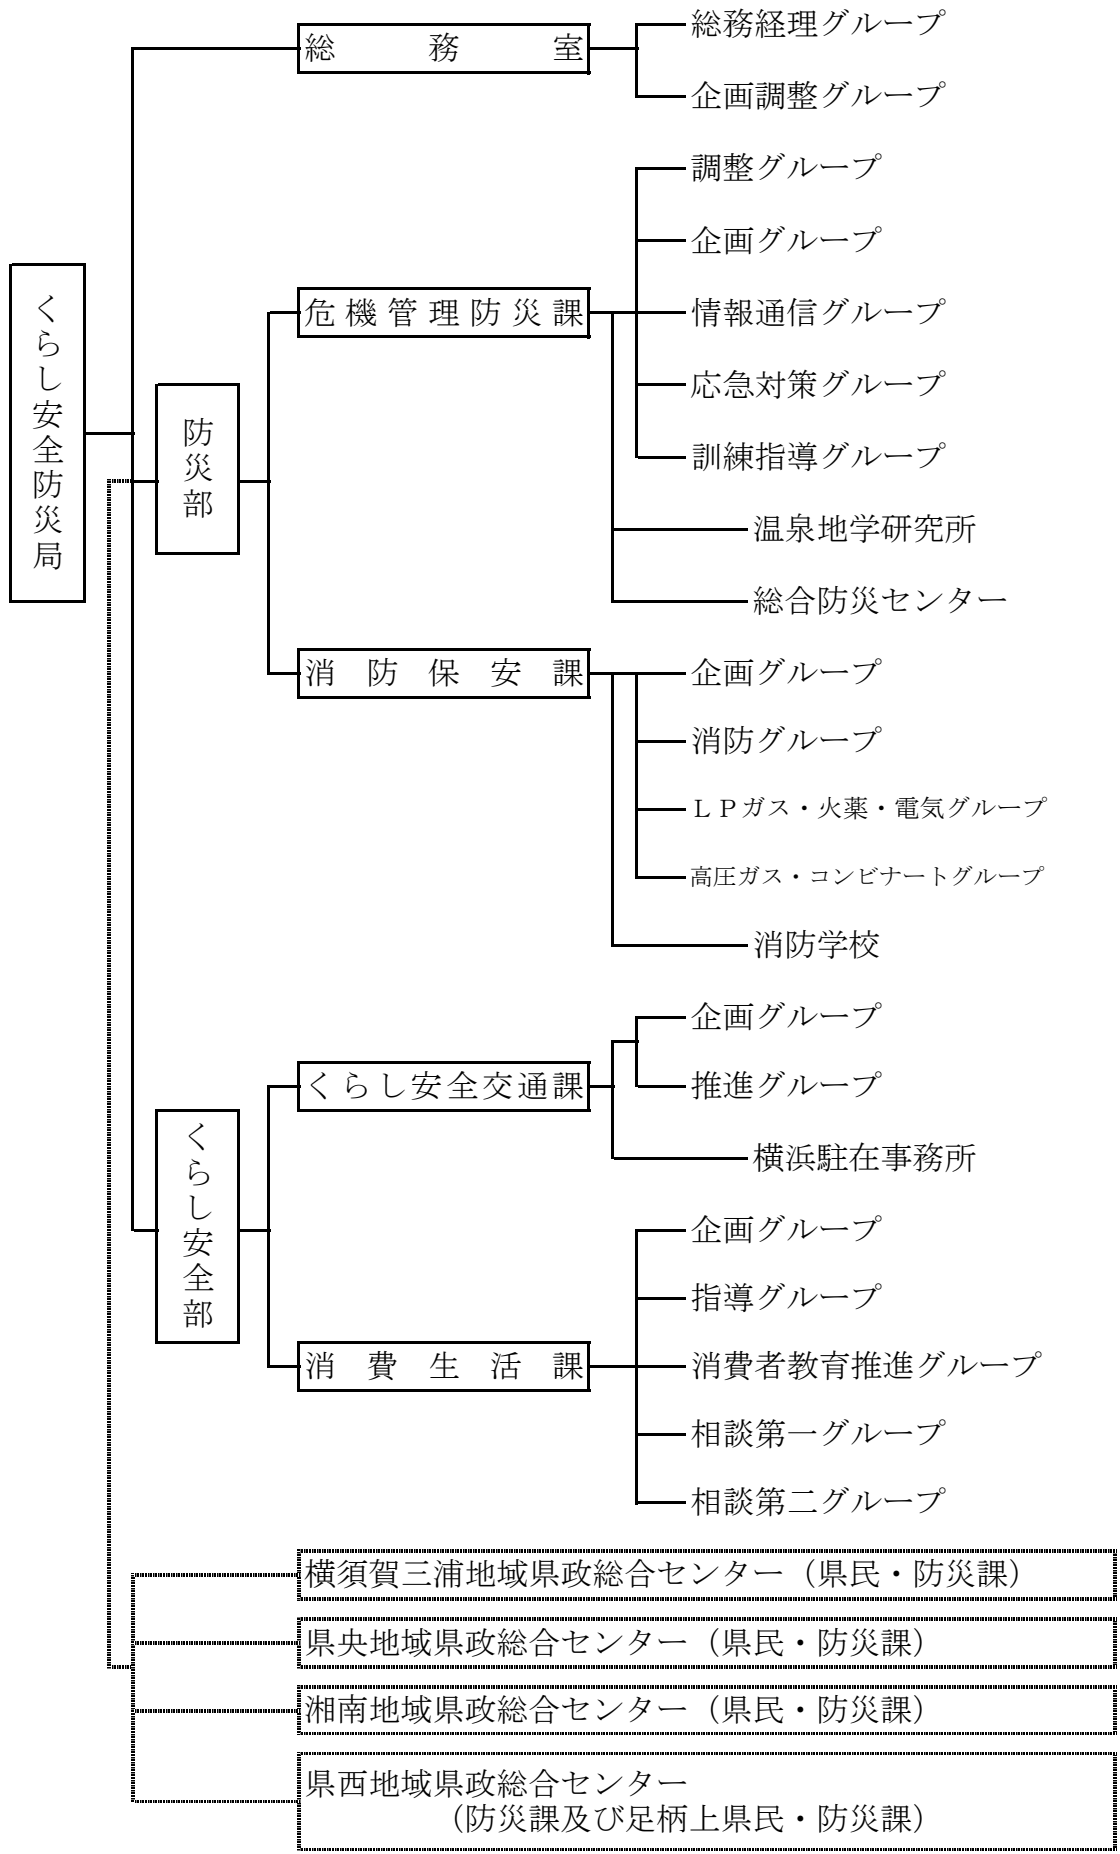 くらし安全防災局
総務室
総務経理グループ
企画調整グループ
防災部
危機管理防災課
調整グループ
企画グループ
情報通信グループ
応急対策グループ
訓練指導グループ
温泉地学研究所
総合防災センター
消防保安課
企画グループ
消防グループ
ＬＰガス・火薬・電気グループ
高圧ガス・コンビナートグループ
消防学校
くらし安全部
くらし安全交通課
企画グループ
推進グループ
横浜駐在事務所
消費生活課
企画グループ
指導グループ
消費者教育推進グループ
相談第一グループ
相談第二グループ
横須賀三浦地域県政総合センター（県民・防災課）
県央地域県政総合センター（県民・防災課）
湘南地域県政総合センター（県民・防災課）
県西地域県政総合センター
（防災課及び足柄上県民・防災課）